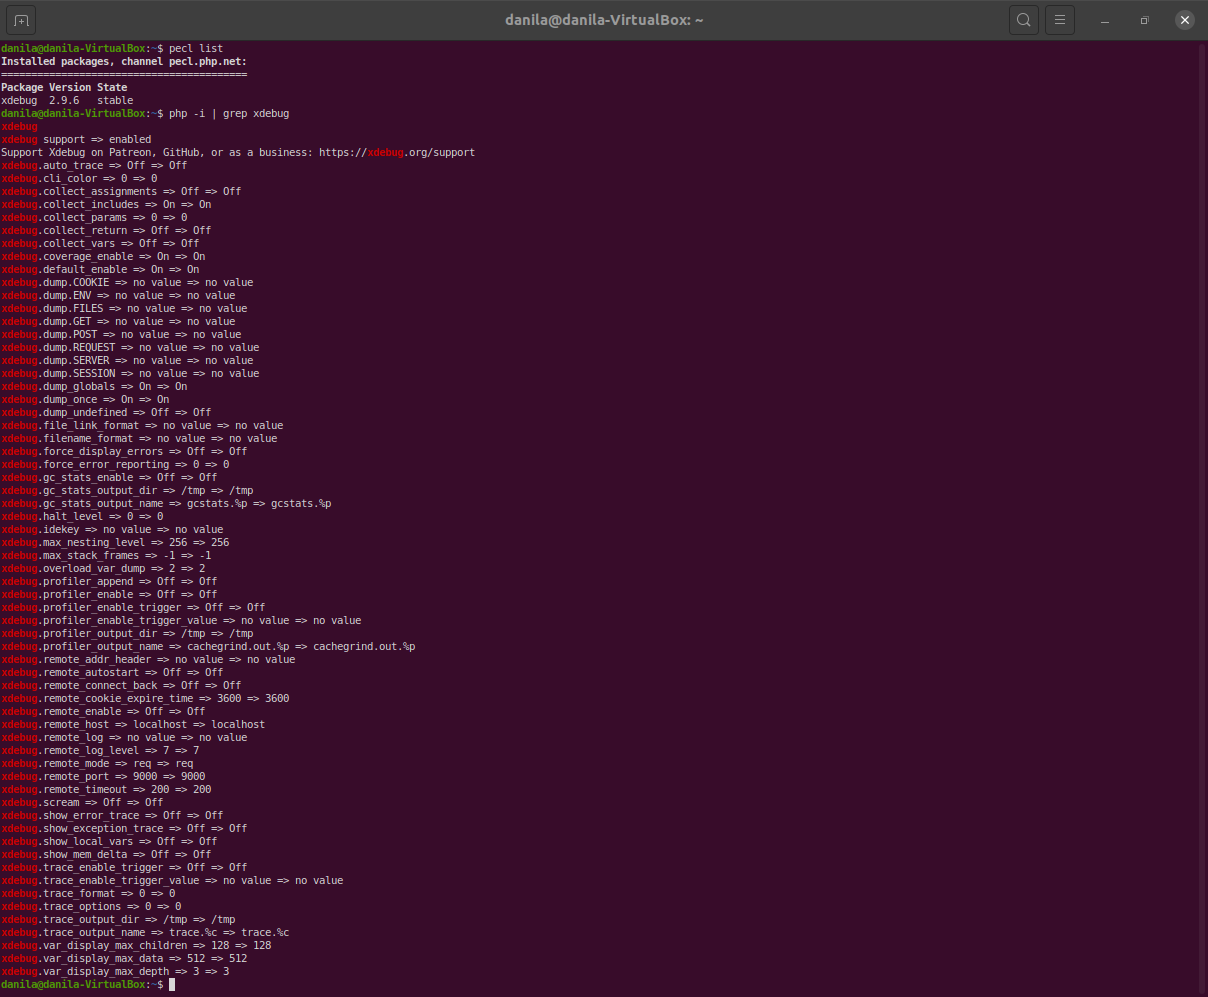 danila@danila-VirtualBox: ~
danila@danila-VirtualBox:~$ pecl list
Installed packages, channel pecl.php.net:
=========================================
Package Version State
xdebug  2.9.6   stable
danila@danila-VirtualBox:~$ php -i | grep xdebug
xdebug
xdebug support => enabled
Support Xdebug on Patreon, GitHub, or as a business: https://xdebug.org/support
xdebug.auto_trace => Off => Off
xdebug.cli_color => 0 => 0
xdebug.collect_assignments => Off => Off
xdebug.collect_includes => On => On
xdebug.collect_params => 0 => 0
xdebug.collect_return => Off => Off
xdebug.collect_vars => Off => Off
xdebug.coverage_enable => On => On
xdebug.default_enable => On => On
xdebug.dump.COOKIE => no value => no value
xdebug.dump.ENV => no value => no value
xdebug.dump.FILES => no value => no value
xdebug.dump.GET => no value => no value
xdebug.dump.POST => no value => no value
xdebug.dump.REQUEST => no value => no value
xdebug.dump.SERVER => no value => no value
xdebug.dump.SESSION => no value => no value
xdebug.dump_globals => On => On
xdebug.dump_once => On => On
xdebug.dump_undefined => Off => Off
xdebug.file_link_format => no value => no value
xdebug.filename_format => no value => no value
xdebug.force_display_errors => Off => Off
xdebug.force_error_reporting => 0 => 0
xdebug.gc_stats_enable => Off => Off
xdebug.gc_stats_output_dir => /tmp => /tmp
xdebug.gc_stats_output_name => gcstats.%p => gcstats.%p
xdebug.halt_level => 0 => 0
xdebug.idekey => no value => no value
xdebug.max_nesting_level => 256 => 256
xdebug.max_stack_frames => -1 => -1
xdebug.overload_var_dump => 2 => 2
xdebug.profiler_append => Off => Off
xdebug.profiler_enable => Off => Off
xdebug.profiler_enable_trigger => Off => Off
xdebug.profiler_enable_trigger_value => no value => no value
xdebug.profiler_output_dir => /tmp => /tmp
xdebug.profiler_output_name => cachegrind.out.%p => cachegrind.out.%p
xdebug.remote_addr_header => no value => no value
xdebug.remote_autostart => Off => Off
xdebug.remote_connect_back => Off => Off
xdebug.remote_cookie_expire_time => 3600 => 3600
xdebug.remote_enable => Off => Off
xdebug.remote_host => localhost => localhost
xdebug.remote_log => no value => no value
xdebug.remote_log_level => 7 => 7
xdebug.remote_mode => req => req
xdebug.remote_port => 9000 => 9000
xdebug.remote_timeout => 200 => 200
xdebug.scream => Off => Off
xdebug.show_error_trace => Off => Off
xdebug.show_exception_trace => Off => Off
xdebug.show_local_vars => Off => Off
xdebug.show_mem_delta => Off => Off
xdebug.trace_enable_trigger => Off => Off
xdebug.trace_enable_trigger_value => no value => no value
xdebug.trace_format => 0 => 0
xdebug.trace_options => 0 => 0
xdebug.trace_output_dir => /tmp => /tmp
xdebug.trace_output_name => trace.%c => trace.%c
xdebug.var_display_max_children => 128 => 128
xdebug.var_display_max_data => 512 => 512
xdebug.var_display_max_depth => 3 => 3
danila@danila-VirtualBox:~$